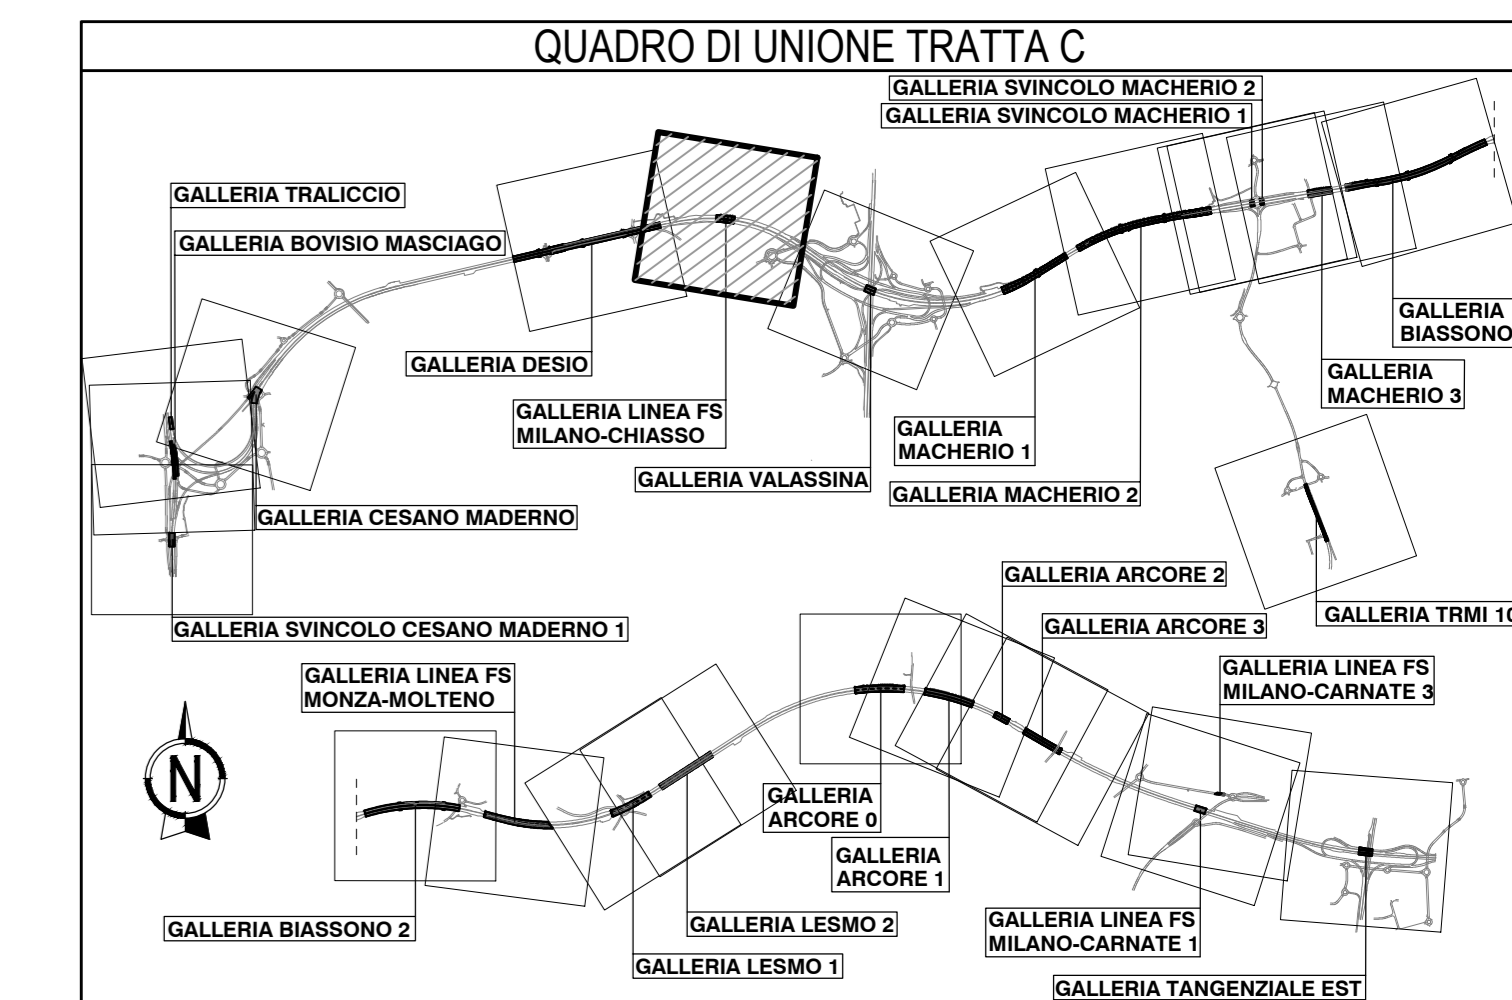 QUADRO DI UNIONE TRATTA C
GALLERIA SVINCOLO MACHERIO 2
GALLERIA SVINCOLO MACHERIO 1
GALLERIA TRALICCIO
GALLERIA BOVISIO MASCIAGO
GALLERIA DESIO
GALLERIA LINEA FS
MILANO-CHIASSO
GALLERIA VALASSINA
GALLERIA
MACHERIO 1
GALLERIA MACHERIO 2
GALLERIA
BIASSONO
GALLERIA
MACHERIO 3
GALLERIA CESANO MADERNO
GALLERIA SVINCOLO CESANO MADERNO 1
GALLERIA TRMI 10
GALLERIA ARCORE 2
GALLERIA ARCORE 3
GALLERIA LINEA FS
MONZA-MOLTENO
GALLERIA LINEA FS
MILANO-CARNATE 3
N
GALLERIA
ARCORE 0
GALLERIA
ARCORE 1
GALLERIA BIASSONO 2
GALLERIA LESMO 2
GALLERIA LESMO 1
GALLERIA LINEA FS
MILANO-CARNATE 1
GALLERIA TANGENZIALE EST